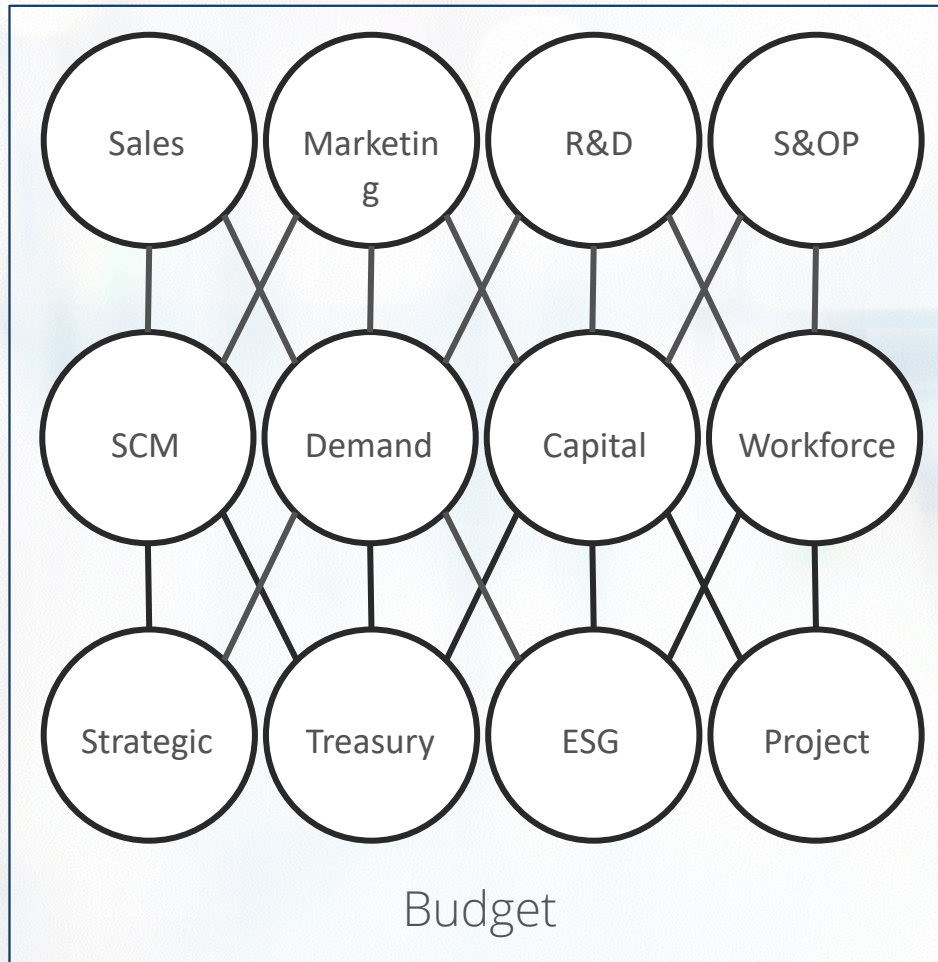 Sales
Marketin
g
R&D
S&OP
SCM
Demand
Capital
Workforce
Strategic
Treasury
ESG
Project
Budget